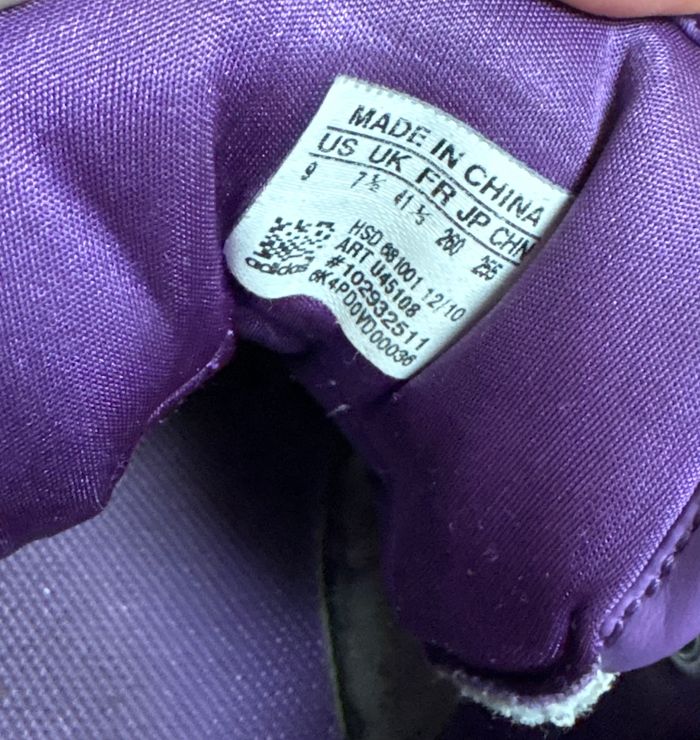 MADE IN CHINA
US UK FR JP CHN
9 7½ 41⅓ 260 255
HSD 681001 12/10
ART U45108
#102932511
adidas 6K4PD0VD00036